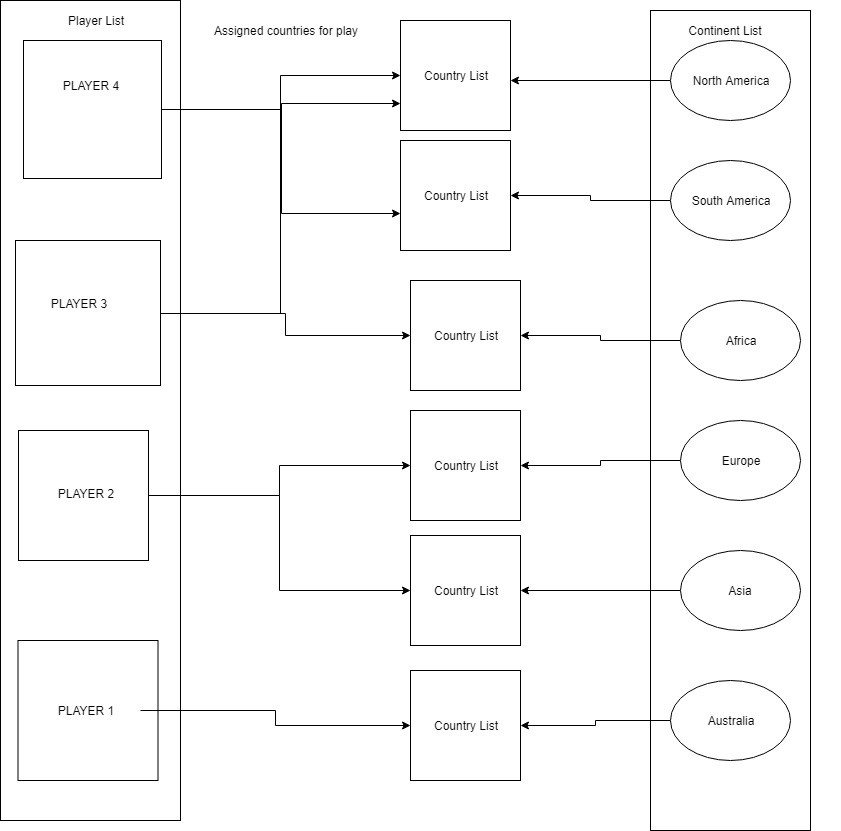 Player List
Assigned countries for play
Continent List
PLAYER 4
Country List
North America
Country List
South America
PLAYER 3
Country List
Africa
PLAYER 2
Country List
Europe
Country List
Asia
PLAYER 1
Country List
Australia